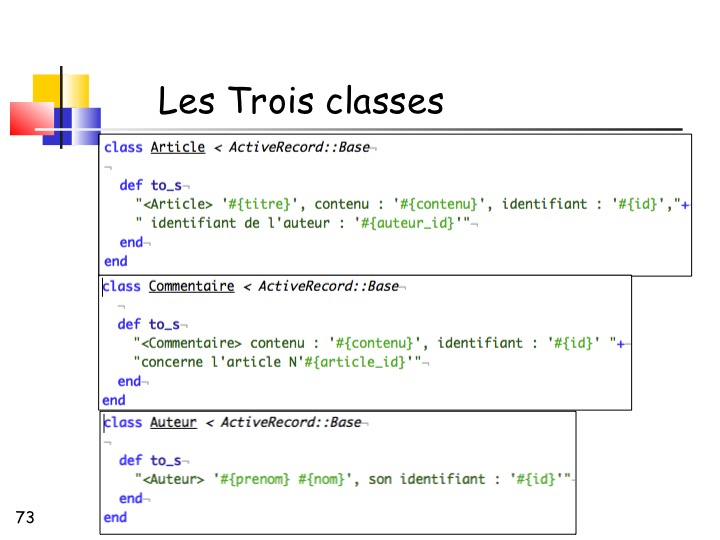 Les Trois classes
class Article < ActiveRecord::Base¬
¬
def to_s¬
"<Article> '#{titre}', contenu : '#{contenu}', identifiant : '#{id}',"+
" identifiant de l'auteur : '#{auteur_id}'"¬
end¬
end
class Commentaire < ActiveRecord::Base¬
¬
def to_s¬
"<Commentaire> contenu : '#{contenu}', identifiant : '#{id}' "+¬
"concerne l'article N'#{article_id}'"¬
end¬
end
class Auteur < ActiveRecord::Base¬
¬
def to_s¬
"<Auteur> '#{prenom} #{nom}', son identifiant : '#{id}'"¬
end¬
end
73